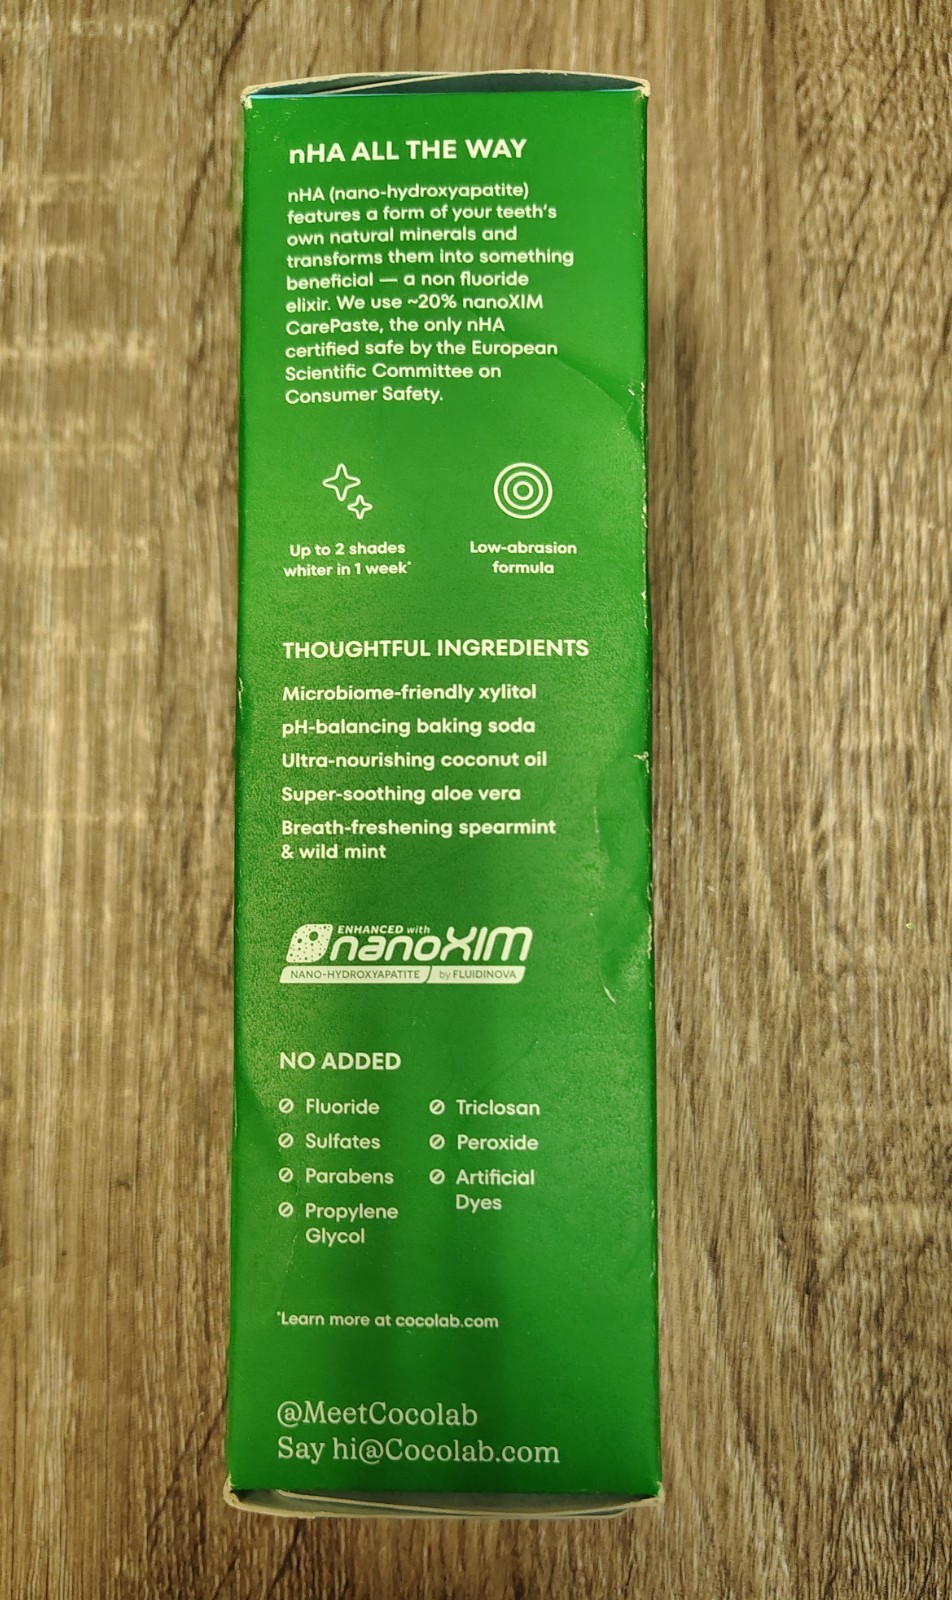 nHA ALL THE WAY
nHA (nano-hydroxyapatite)
features a form of your teeth's
own natural minerals and
transforms them into something
beneficial — a non fluoride
elixir. We use ~20% nanoXIM
CarePaste, the only nHA
certified safe by the European
Scientific Committee on
Consumer Safety.
Up to 2 shades
whiter in 1 week*
Low-abrasion
formula
THOUGHTFUL INGREDIENTS
Microbiome-friendly xylitol
pH-balancing baking soda
Ultra-nourishing coconut oil
Super-soothing aloe vera
Breath-freshening spearmint
& wild mint
ENHANCED with
nanoXIM
NANO-HYDROXYAPATITE by FLUIDINOVA
NO ADDED
Fluoride
Sulfates
Parabens
Propylene
Glycol
Triclosan
Peroxide
Artificial
Dyes
*Learn more at cocolab.com
@MeetCocolab
Say hi@Cocolab.com